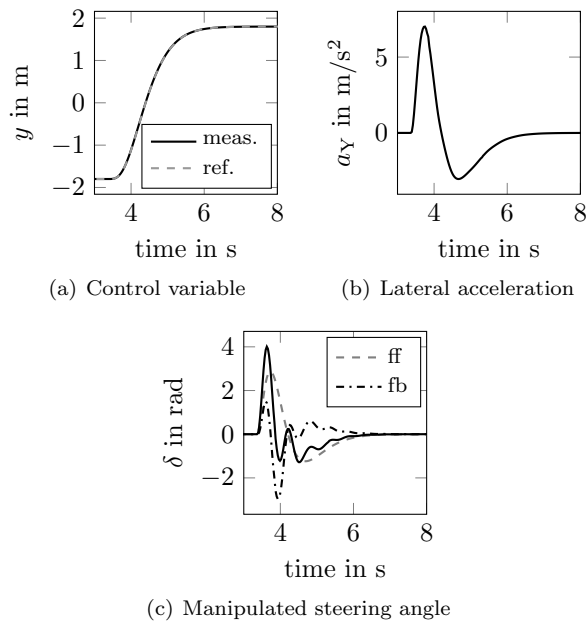 2
1
0
−1
−2
y in m
meas.
ref.
4
6
8
time in s
(a) Control variable
5
0
a_Y in m/s²
4
6
8
time in s
(b) Lateral acceleration
4
2
0
−2
δ in rad
ff
fb
4
6
8
time in s
(c) Manipulated steering angle